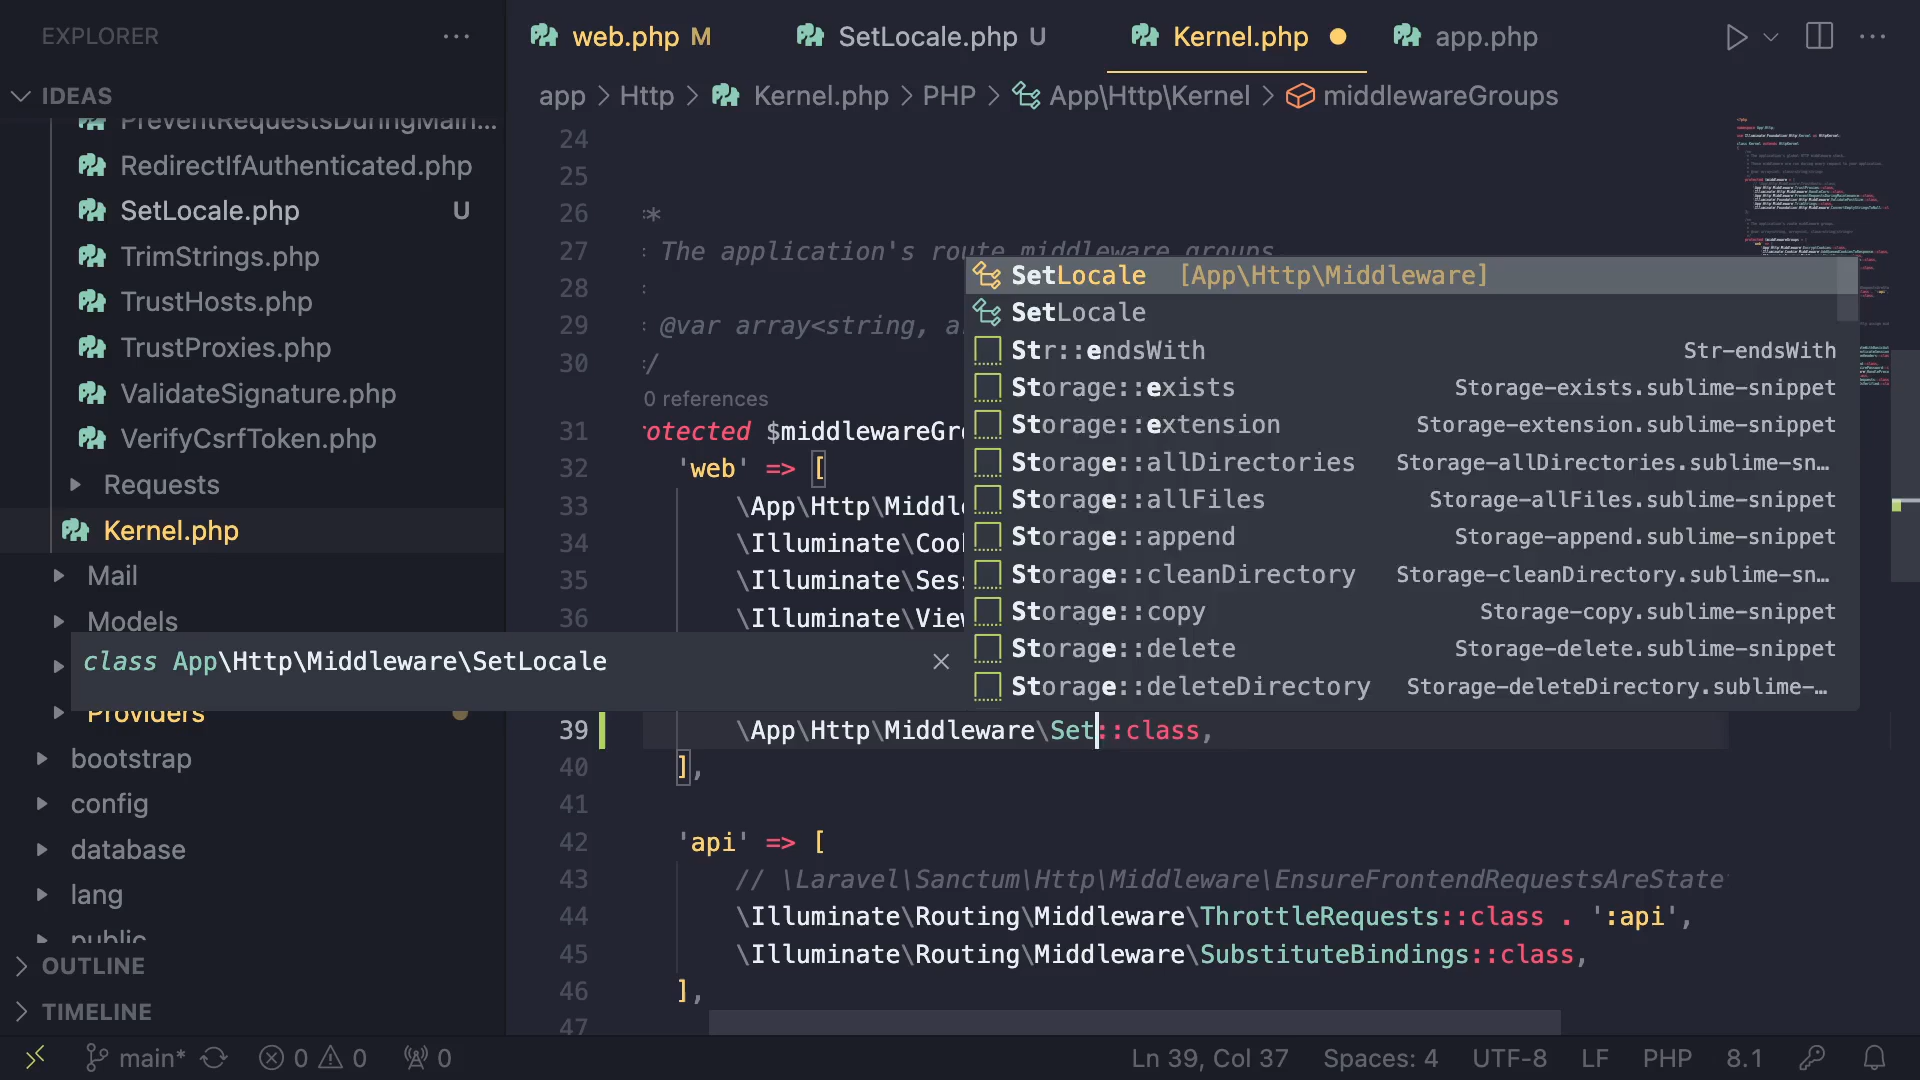 EXPLORER
IDEAS
PreventRequestsDuringMain...
RedirectIfAuthenticated.php
SetLocale.php U
TrimStrings.php
TrustHosts.php
TrustProxies.php
ValidateSignature.php
VerifyCsrfToken.php
Requests
Kernel.php
Mail
Models
Providers
bootstrap
config
database
lang
public
OUTLINE
TIMELINE
web.php M
SetLocale.php U
Kernel.php
app.php
app > Http > Kernel.php > PHP > App\Http\Kernel > middlewareGroups
24
25
26 *
27 The application's route middleware groups
28
29 @var array<string, a
30 /
0 references
31 otected $middlewareGr
32 'web' => [
33 \App\Http\Middl
34 \Illuminate\Coo
35 \Illuminate\Ses
36 \Illuminate\View
39 \App\Http\Middleware\Set::class,
40 ],
41
42 'api' => [
43 // \Laravel\Sanctum\Http\Middleware\EnsureFrontendRequestsAreState
44 \Illuminate\Routing\Middleware\ThrottleRequests::class . ':api',
45 \Illuminate\Routing\Middleware\SubstituteBindings::class,
46 ],
47
SetLocale [App\Http\Middleware]
SetLocale
Str::endsWith Str-endsWith
Storage::exists Storage-exists.sublime-snippet
Storage::extension Storage-extension.sublime-snippet
Storage::allDirectories Storage-allDirectories.sublime-sn...
Storage::allFiles Storage-allFiles.sublime-snippet
Storage::append Storage-append.sublime-snippet
Storage::cleanDirectory Storage-cleanDirectory.sublime-sn...
Storage::copy Storage-copy.sublime-snippet
Storage::delete Storage-delete.sublime-snippet
Storage::deleteDirectory Storage-deleteDirectory.sublime-...
class App\Http\Middleware\SetLocale
main* 0 0 0
Ln 39, Col 37 Spaces: 4 UTF-8 LF PHP 8.1